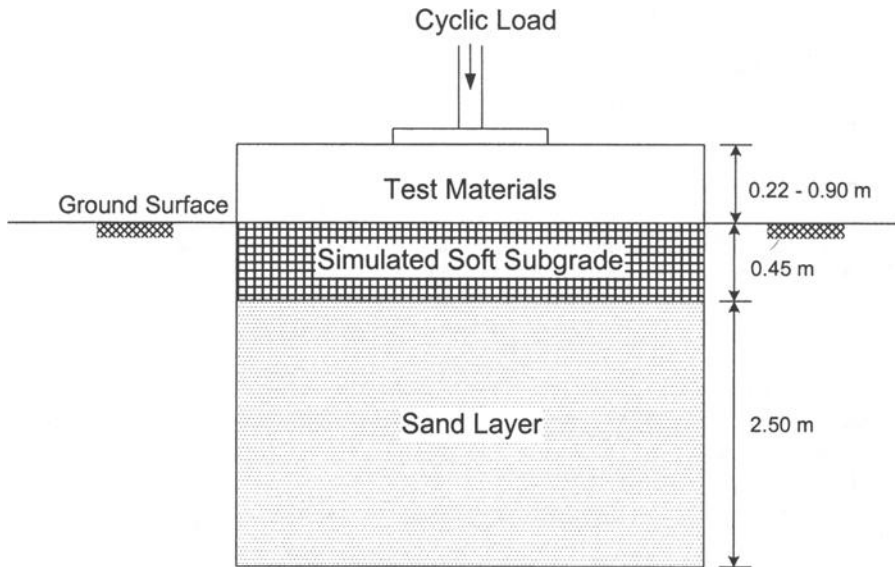 Cyclic Load
Test Materials
0.22 - 0.90 m
Ground Surface
Simulated Soft Subgrade
0.45 m
Sand Layer
2.50 m